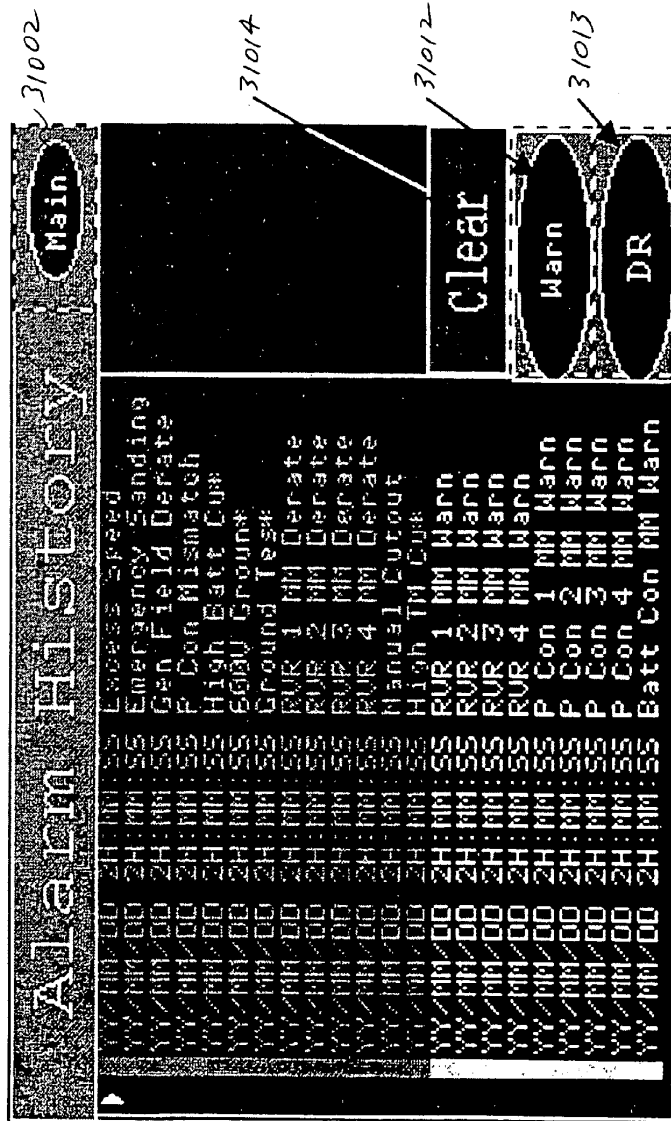 Alarm History
Main
31002
YY/MM/DD 2H:MM:SS Excess Speed
YY/MM/DD 2H:MM:SS Emergency Sanding
YY/MM/DD 2H:MM:SS Gen Field Derate
YY/MM/DD 2H:MM:SS P Con Mismatch
YY/MM/DD 2H:MM:SS High Batt Cu*
YY/MM/DD 2H:MM:SS 660V Groun*
YY/MM/DD 2H:MM:SS Ground Tes*
YY/MM/DD 2H:MM:SS RVR 1 MM Derate
YY/MM/DD 2H:MM:SS RVR 2 MM Derate
YY/MM/DD 2H:MM:SS RVR 3 MM Derate
YY/MM/DD 2H:MM:SS RVR 4 MM Derate
YY/MM/DD 2H:MM:SS Manual Cutout
YY/MM/DD 2H:MM:SS High TM Cu*
YY/MM/DD 2H:MM:SS RVR 1 MM Warn
YY/MM/DD 2H:MM:SS RVR 2 MM Warn
YY/MM/DD 2H:MM:SS RVR 3 MM Warn
YY/MM/DD 2H:MM:SS RVR 4 MM Warn
YY/MM/DD 2H:MM:SS P Con 1 MM Warn
YY/MM/DD 2H:MM:SS P Con 2 MM Warn
YY/MM/DD 2H:MM:SS P Con 3 MM Warn
YY/MM/DD 2H:MM:SS P Con 4 MM Warn
YY/MM/DD 2H:MM:SS Batt Con MM Warn
31014
Clear
31012
Warn
31013
DR